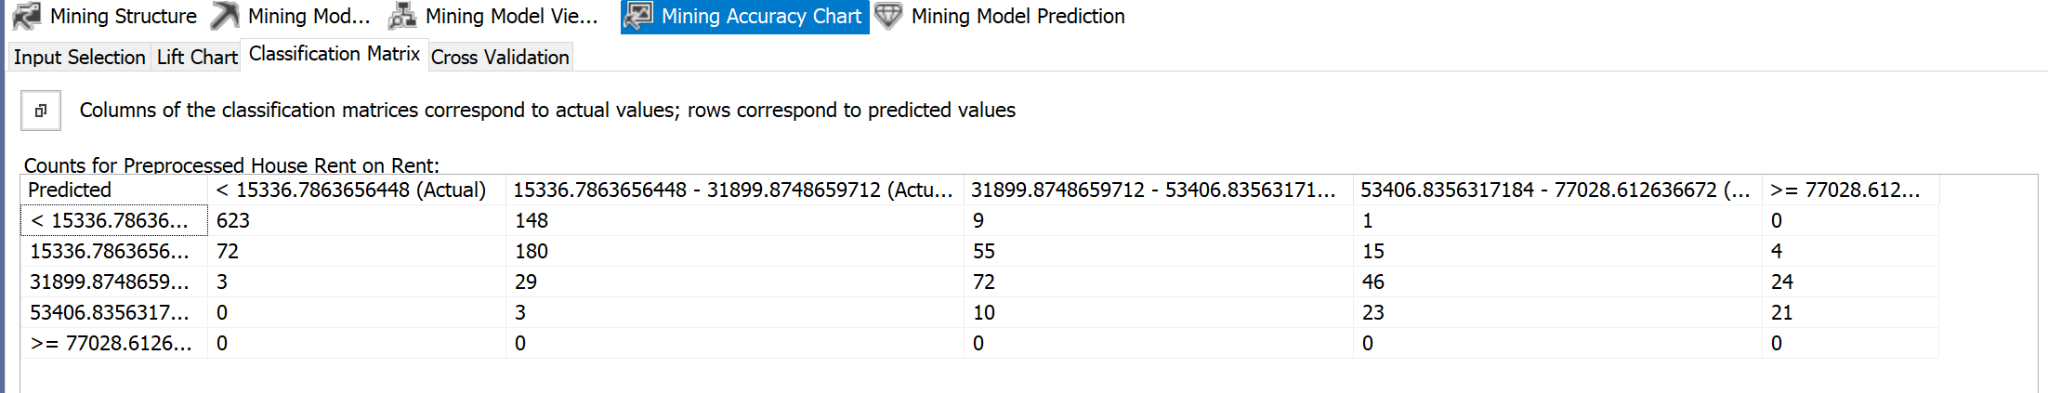 Mining Structure Mining Mod... Mining Model Vie... Mining Accuracy Chart Mining Model Prediction
Input Selection Lift Chart Classification Matrix Cross Validation
Columns of the classification matrices correspond to actual values; rows correspond to predicted values
Counts for Preprocessed House Rent on Rent:
Predicted < 15336.7863656448 (Actual) 15336.7863656448 - 31899.8748659712 (Actu... 31899.8748659712 - 53406.83563171... 53406.8356317184 - 77028.612636672 (... >= 77028.612...
< 15336.78636... 623 148 9 1 0
15336.7863656... 72 180 55 15 4
31899.8748659... 3 29 72 46 24
53406.8356317... 0 3 10 23 21
>= 77028.6126... 0 0 0 0 0